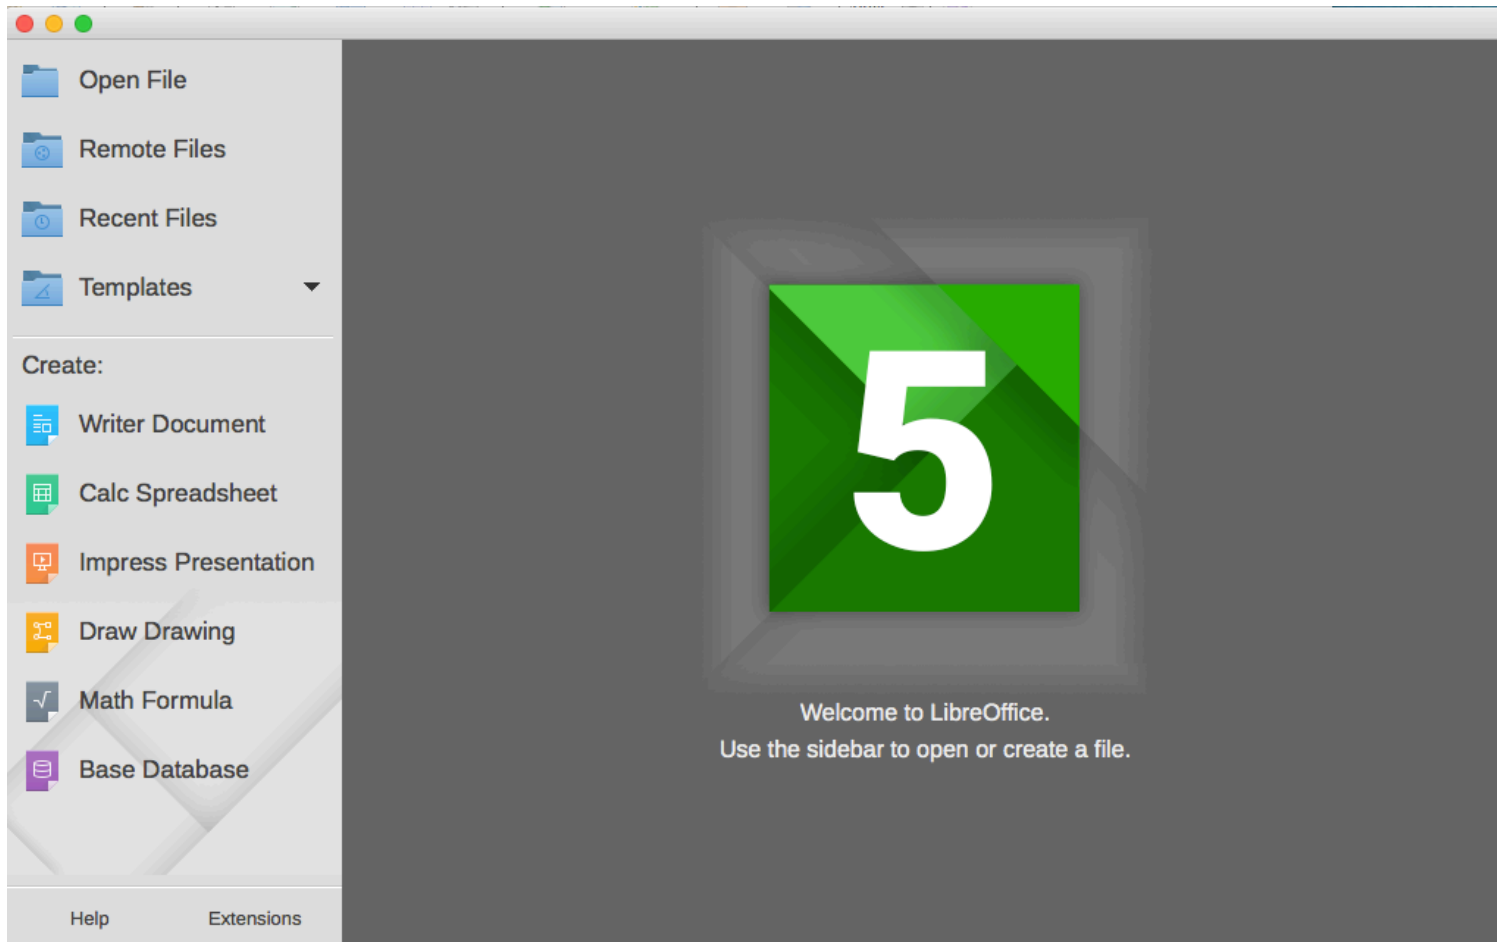 Open File
Remote Files
Recent Files
Templates
Create:
Writer Document
Calc Spreadsheet
Impress Presentation
Draw Drawing
Math Formula
Base Database
Help Extensions
5
Welcome to LibreOffice.
Use the sidebar to open or create a file.